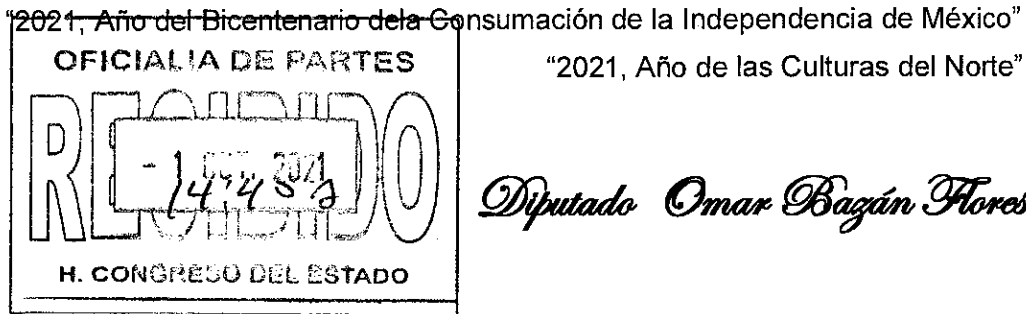 “2021, Año del Bicentenario dela Consumación de la Independencia de México”
“2021, Año de las Culturas del Norte”
OFICIALIA DE PARTES
RECIBIDO
2021
H. CONGRESO DEL ESTADO
Diputado Omar Bazán Flores